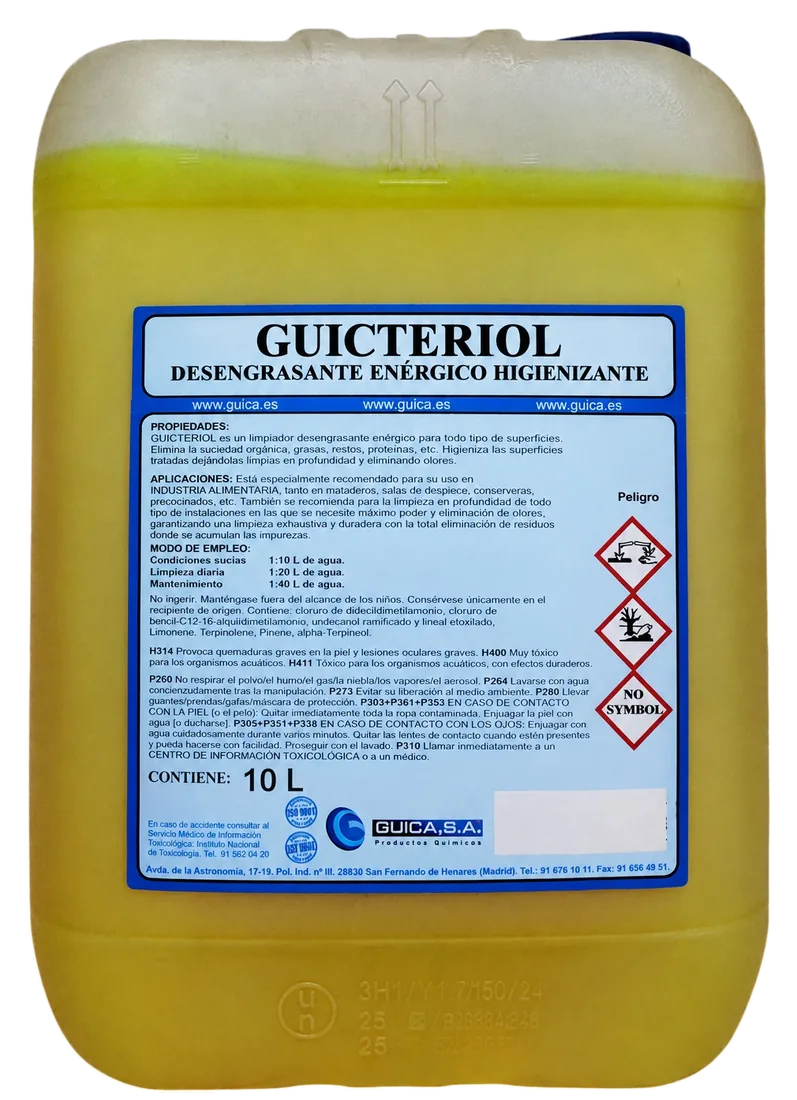 GUICTERIOL
DESENGRASANTE ENÉRGICO HIGIENIZANTE
www.guica.es www.guica.es www.guica.es
PROPIEDADES:
GUICTERIOL es un limpiador desengrasante enérgico para todo tipo de superficies.
Elimina la suciedad orgánica, grasas, restos, proteínas, etc. Higieniza las superficies
tratadas dejándolas limpias en profundidad y eliminando olores.
APLICACIONES: Está especialmente recomendado para su uso en
INDUSTRIA ALIMENTARIA, tanto en mataderos, salas de despiece, conserveras,
precocinados, etc. También se recomienda para la limpieza en profundidad de todo
tipo de instalaciones en las que se necesite máximo poder y eliminación de olores,
garantizando una limpieza exhaustiva y duradera con la total eliminación de residuos
donde se acumulan las impurezas.
Peligro
MODO DE EMPLEO:
Condiciones sucias 1:10 L de agua.
Limpieza diaria 1:20 L de agua.
Mantenimiento 1:40 L de agua.
No ingerir. Manténgase fuera del alcance de los niños. Consérvese únicamente en el
recipiente de origen. Contiene: cloruro de didecildimetilamonio, cloruro de
bencil-C12-16-alquildimetilamonio, undecanol ramificado y lineal etoxilado,
Limonene. Terpinolene, Pinene, alpha-Terpineol.
H314 Provoca quemaduras graves en la piel y lesiones oculares graves. H400 Muy tóxico
para los organismos acuáticos. H411 Tóxico para los organismos acuáticos, con efectos duraderos.
P260 No respirar el polvo/el humo/el gas/la niebla/los vapores/el aerosol. P264 Lavarse con agua
concienzudamente tras la manipulación. P273 Evitar su liberación al medio ambiente. P280 Llevar
guantes/prendas/gafas/máscara de protección. P303+P361+P353 EN CASO DE CONTACTO
CON LA PIEL (o el pelo): Quitar imediatamente toda la ropa contaminada. Enjuagar la piel con
agua [o ducharse]. P305+P351+P338 EN CASO DE CONTACTO CON LOS OJOS: Enjuagar con
agua cuidadosamente durante varios minutos. Quitar las lentes de contacto cuando estén presentes
y pueda hacerse con facilidad. Proseguir con el lavado. P310 Llamar inmediatamente a un
CENTRO DE INFORMACIÓN TOXICOLÓGICA o a un médico.
NO
SYMBOL
CONTIENE: 10 L
En caso de accidente consultar al
Servicio Médico de Información
Toxicológica: Instituto Nacional
de Toxicología. Tel. 91 562 04 20
ISO 9001
GUICA,S.A.
Productos Químicos
Avda. de la Astronomía, 17-19. Pol. Ind. nº III. 28830 San Fernando de Henares (Madrid). Tel.: 91 676 10 11. Fax: 91 656 49 51.
un
3H1/Y1.7/150/24
25
25